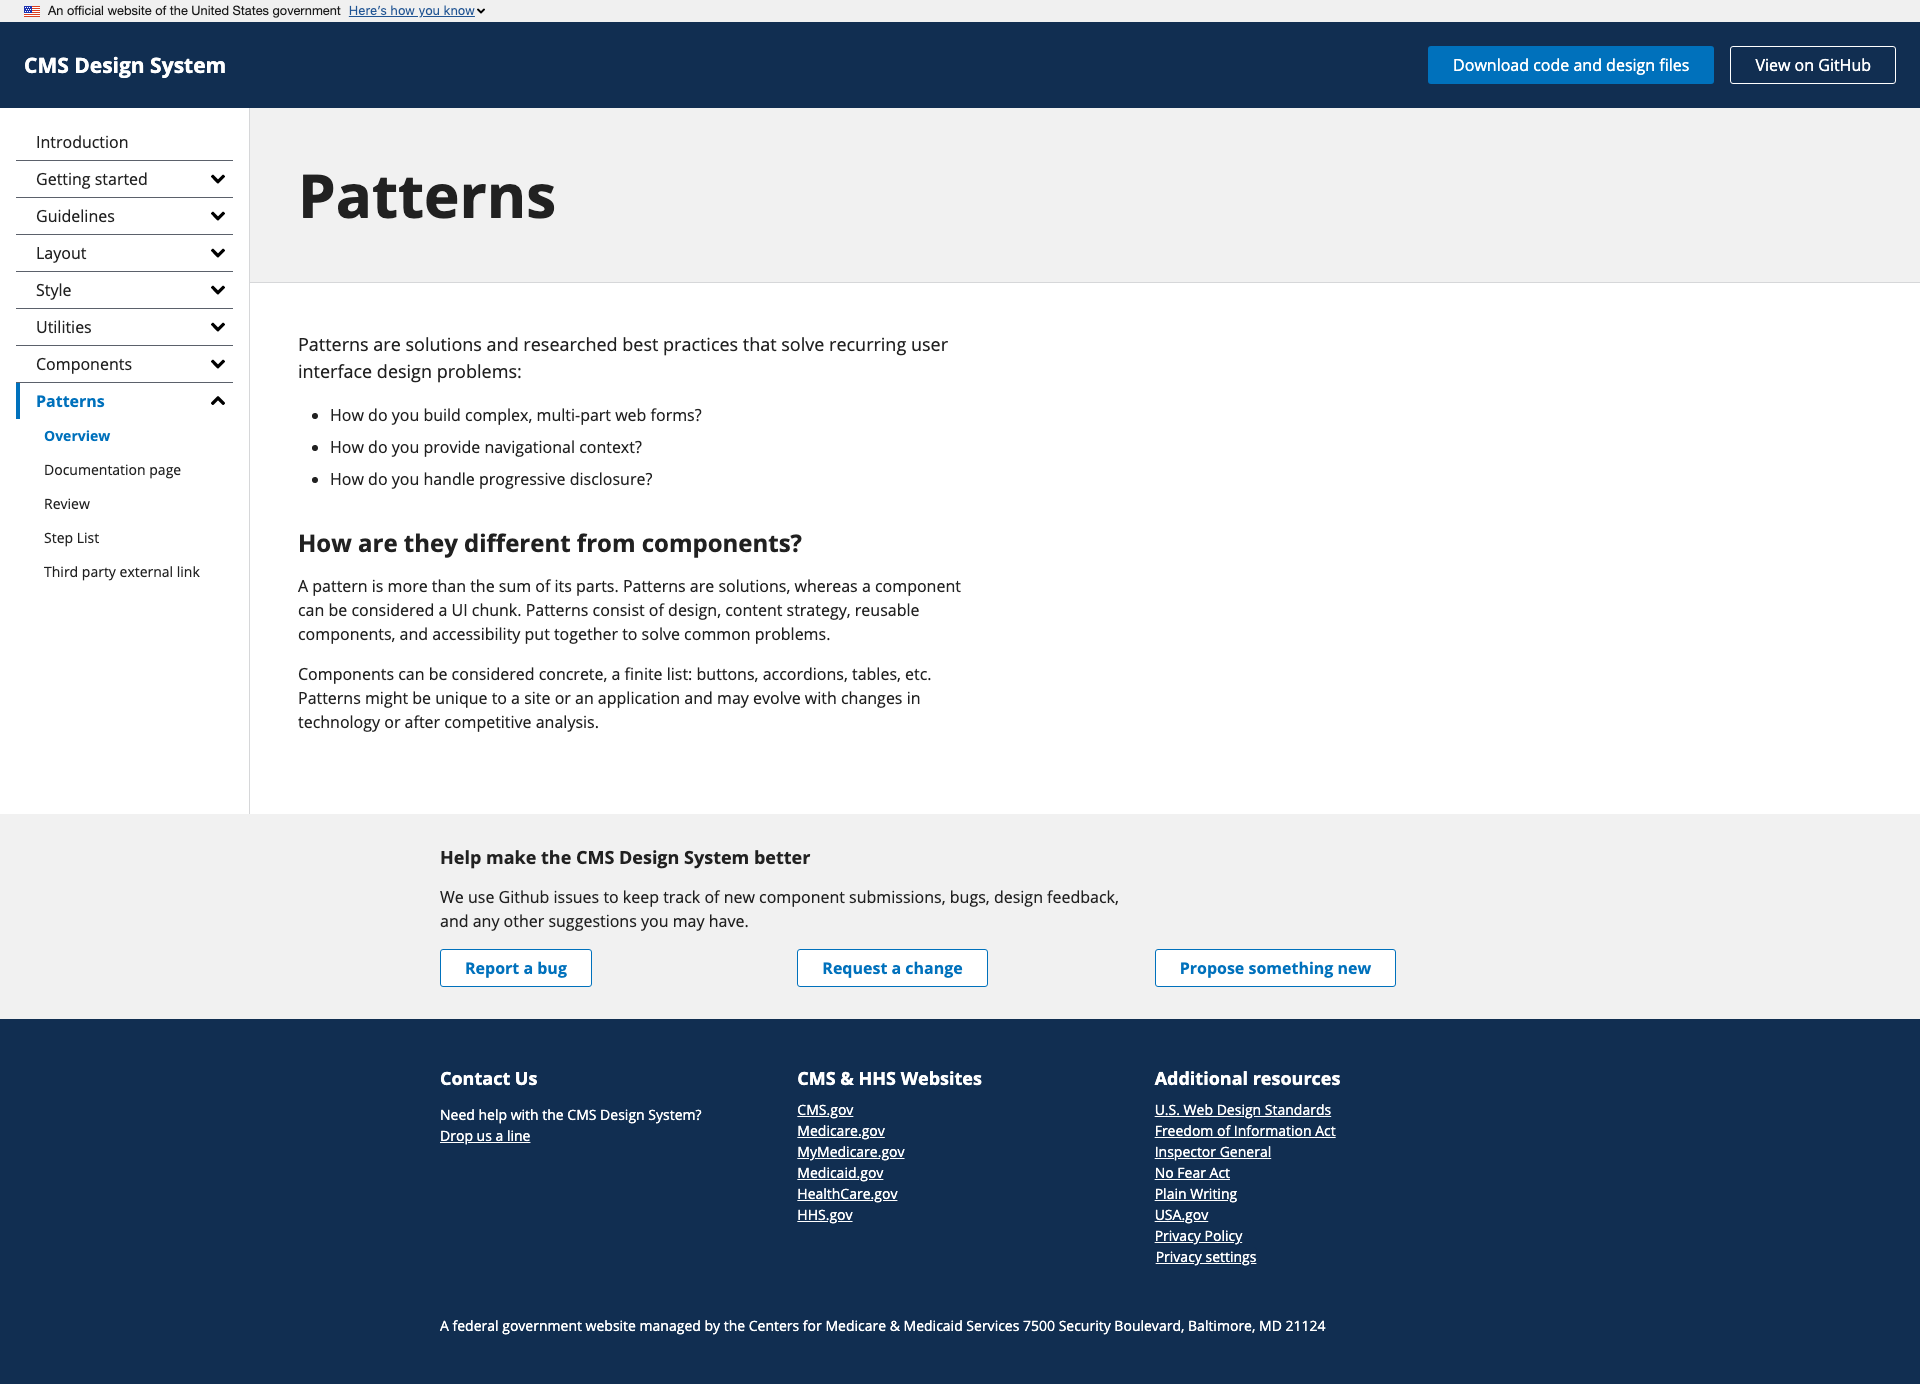 An official website of the United States government Here's how you know
CMS Design System
Download code and design files
View on GitHub
Introduction
Getting started
Guidelines
Layout
Style
Utilities
Components
Patterns
Overview
Documentation page
Review
Step List
Third party external link
Patterns
Patterns are solutions and researched best practices that solve recurring user
interface design problems:
• How do you build complex, multi-part web forms?
• How do you provide navigational context?
• How do you handle progressive disclosure?
How are they different from components?
A pattern is more than the sum of its parts. Patterns are solutions, whereas a component
can be considered a UI chunk. Patterns consist of design, content strategy, reusable
components, and accessibility put together to solve common problems.
Components can be considered concrete, a finite list: buttons, accordions, tables, etc.
Patterns might be unique to a site or an application and may evolve with changes in
technology or after competitive analysis.
Help make the CMS Design System better
We use Github issues to keep track of new component submissions, bugs, design feedback,
and any other suggestions you may have.
Report a bug
Request a change
Propose something new
Contact Us
Need help with the CMS Design System?
Drop us a line
CMS & HHS Websites
CMS.gov
Medicare.gov
MyMedicare.gov
Medicaid.gov
HealthCare.gov
HHS.gov
Additional resources
U.S. Web Design Standards
Freedom of Information Act
Inspector General
No Fear Act
Plain Writing
USA.gov
Privacy Policy
Privacy settings
A federal government website managed by the Centers for Medicare & Medicaid Services 7500 Security Boulevard, Baltimore, MD 21124